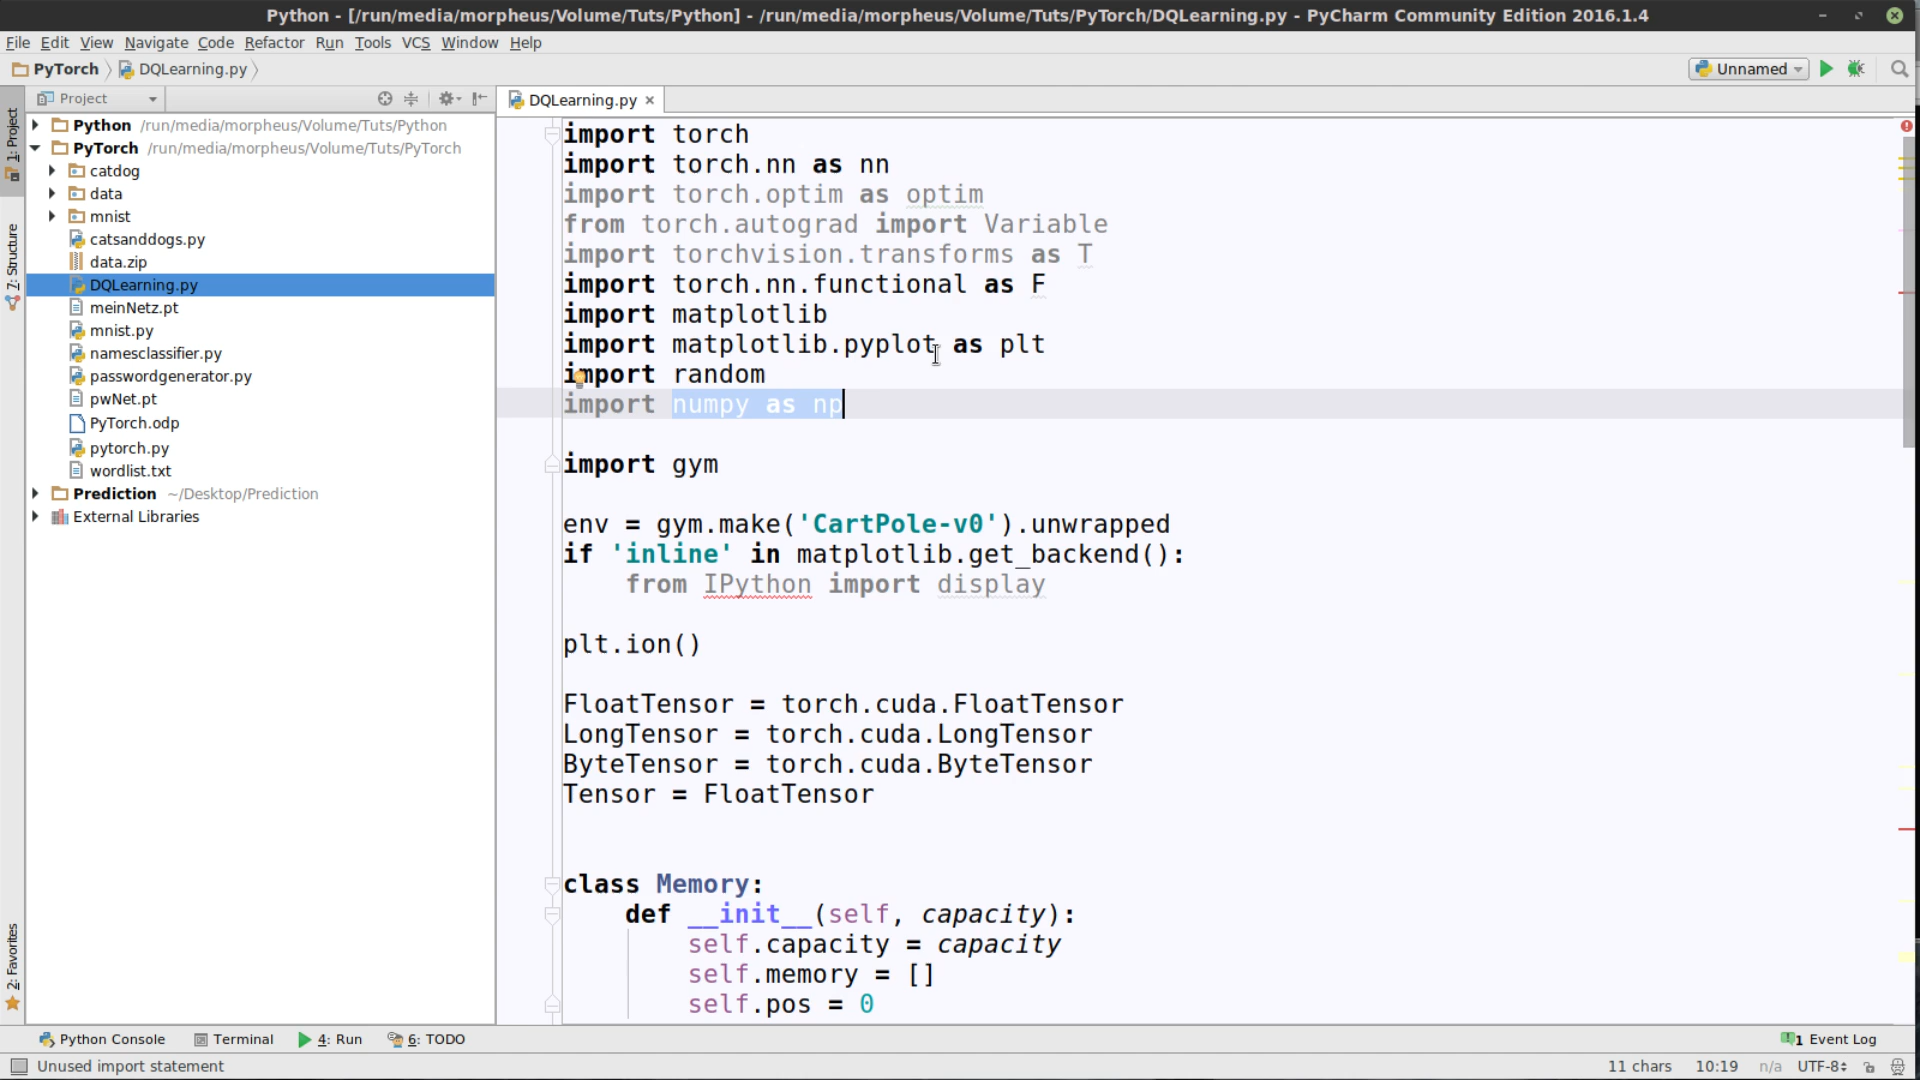 Python - [/run/media/morpheus/Volume/Tuts/Python] - /run/media/morpheus/Volume/Tuts/PyTorch/DQLearning.py - PyCharm Community Edition 2016.1.4
File Edit View Navigate Code Refactor Run Tools VCS Window Help
PyTorch DQLearning.py Unnamed
Project
DQLearning.py
1: Project
7: Structure
2: Favorites
Python /run/media/morpheus/Volume/Tuts/Python
PyTorch /run/media/morpheus/Volume/Tuts/PyTorch
catdog
data
mnist
catsanddogs.py
data.zip
DQLearning.py
meinNetz.pt
mnist.py
namesclassifier.py
passwordgenerator.py
pwNet.pt
PyTorch.odp
pytorch.py
wordlist.txt
Prediction ~/Desktop/Prediction
External Libraries
import torch
import torch.nn as nn
import torch.optim as optim
from torch.autograd import Variable
import torchvision.transforms as T
import torch.nn.functional as F
import matplotlib
import matplotlib.pyplot as plt
import random
import numpy as np
import gym
env = gym.make('CartPole-v0').unwrapped
if 'inline' in matplotlib.get_backend():
    from IPython import display
plt.ion()
FloatTensor = torch.cuda.FloatTensor
LongTensor = torch.cuda.LongTensor
ByteTensor = torch.cuda.ByteTensor
Tensor = FloatTensor
class Memory:
    def __init__(self, capacity):
        self.capacity = capacity
        self.memory = []
        self.pos = 0
Python Console Terminal 4: Run 6: TODO 1 Event Log
Unused import statement 11 chars 10:19 n/a UTF-8